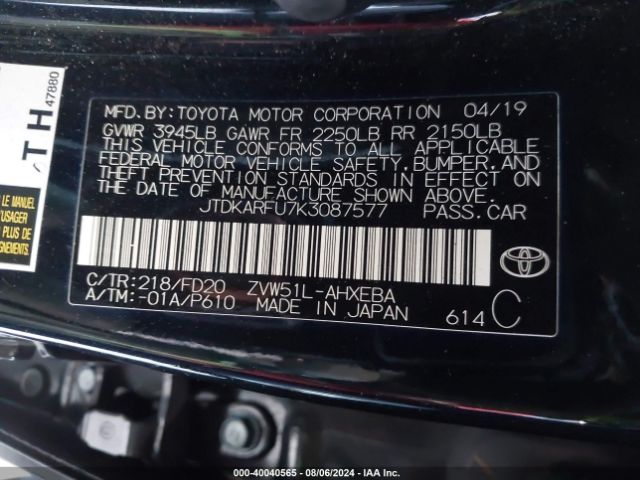 MFD.BY:TOYOTA MOTOR CORPORATION 04/19
GVWR 3945LB GAWR FR 2250LB RR 2150LB
THIS VEHICLE CONFORMS TO ALL APPLICABLE
FEDERAL MOTOR VEHICLE SAFETY, BUMPER, AND
THEFT PREVENTION STANDARDS IN EFFECT ON
THE DATE OF MANUFACTURE SHOWN ABOVE.
JTDKARFU7K3087577 PASS.CAR
C/TR:218/FD20 ZVW51L-AHXEBA
A/TM:-01A/P610 MADE IN JAPAN
614 C
TH
47880
LE MANUEL
USAGER
PLUS
000-40040565 - 08/06/2024 - IAA Inc.